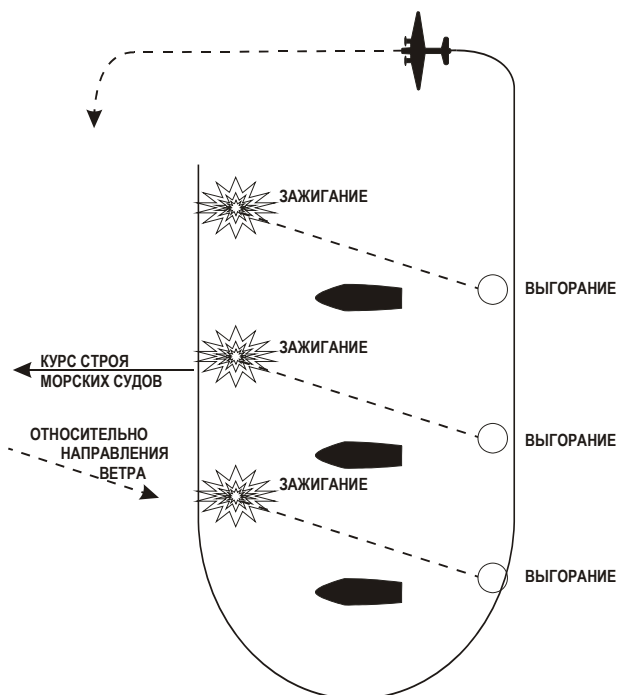 ЗАЖИГАНИЕ
ВЫГОРАНИЕ
ЗАЖИГАНИЕ
КУРС СТРОЯ
МОРСКИХ СУДОВ
ОТНОСИТЕЛЬНО
НАПРАВЛЕНИЯ
ВЕТРА
ВЫГОРАНИЕ
ЗАЖИГАНИЕ
ВЫГОРАНИЕ